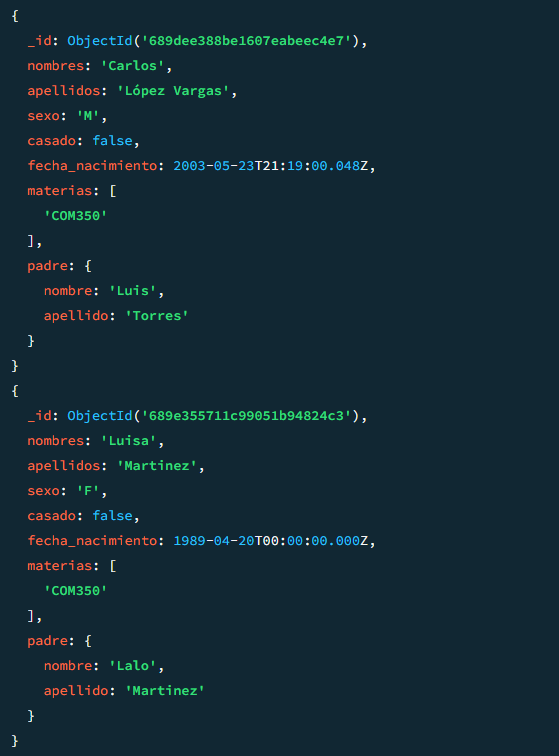 {
  _id: ObjectId('689dee388be1607eabeec4e7'),
  nombres: 'Carlos',
  apellidos: 'López Vargas',
  sexo: 'M',
  casado: false,
  fecha_nacimiento: 2003-05-23T21:19:00.048Z,
  materias: [
    'COM350'
  ],
  padre: {
    nombre: 'Luis',
    apellido: 'Torres'
  }
}
{
  _id: ObjectId('689e355711c99051b94824c3'),
  nombres: 'Luisa',
  apellidos: 'Martinez',
  sexo: 'F',
  casado: false,
  fecha_nacimiento: 1989-04-20T00:00:00.000Z,
  materias: [
    'COM350'
  ],
  padre: {
    nombre: 'Lalo',
    apellido: 'Martinez'
  }
}